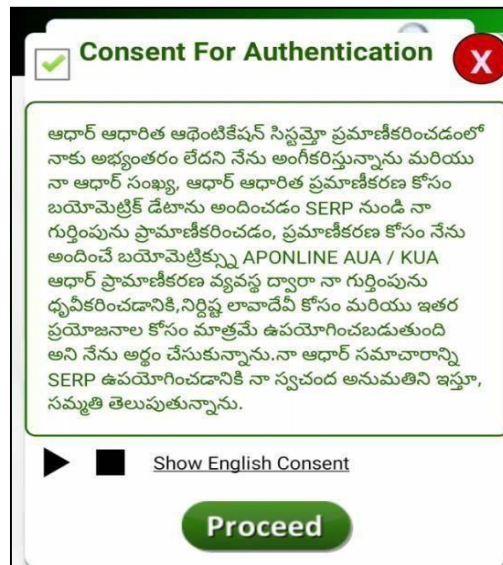 Consent For Authentication
X
ఆధార్ ఆధారిత ఆథెంటికేషన్ సిస్టమ్తో ప్రమాణీకరించడంలో
నాకు అభ్యంతరం లేదని నేను అంగీకరిస్తున్నాను మరియు
నా ఆధార్ సంఖ్య, ఆధార్ ఆధారిత ప్రమాణీకరణ కోసం
బయోమెట్రిక్ డేటాను అందించడం SERP నుండి నా
గుర్తింపును ప్రామాణీకరించడం, ప్రమాణీకరణ కోసం నేను
అందించే బయోమెట్రిక్స్ను APONLINE AUA / KUA
ఆధార్ ప్రామాణీకరణ వ్యవస్థ ద్వారా నా గుర్తింపును
ధృవీకరించడానికి,నిర్దిష్ట లావాదేవీ కోసం మరియు ఇతర
ప్రయోజనాల కోసం మాత్రమే ఉపయోగించబడుతుంది
అని నేను అర్థం చేసుకున్నాను.నా ఆధార్ సమాచారాన్ని
SERP ఉపయోగించడానికి నా స్వచంద అనుమతిని ఇస్తూ,
సమ్మతి తెలుపుతున్నాను.
Show English Consent
Proceed